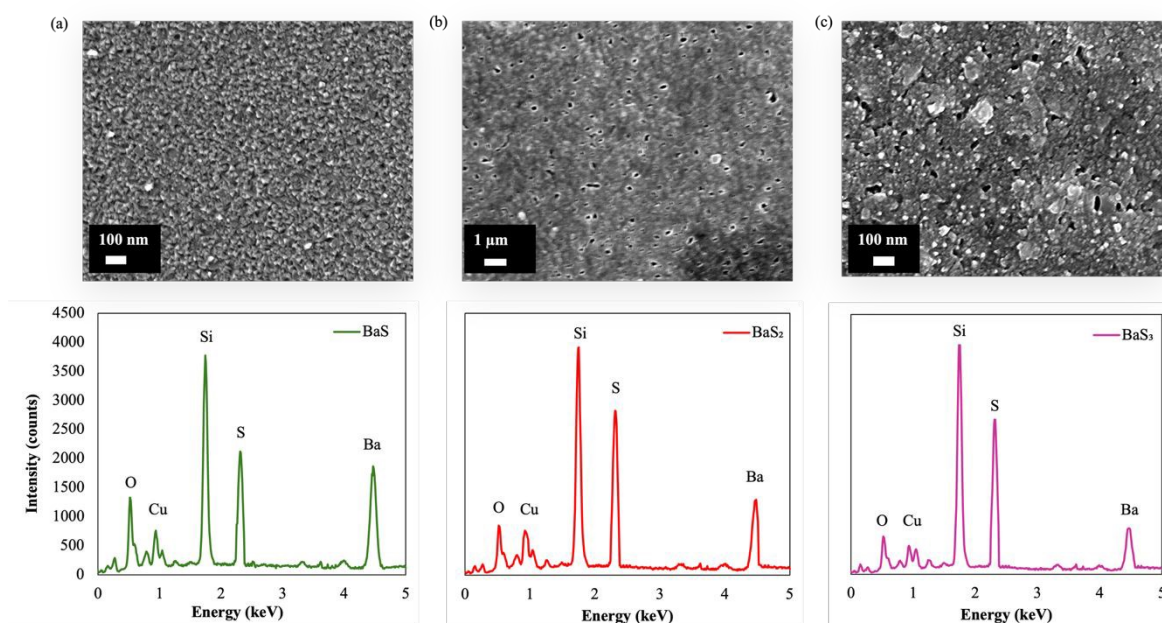 (a)
(b)
(c)
100 nm
1 µm
100 nm
4500
4000
3500
3000
2500
2000
1500
1000
500
0
Intensity (counts)
BaS
Si
S
Ba
O
Cu
0 1 2 3 4 5
Energy (keV)
BaS₂
Si
S
Ba
O
Cu
0 1 2 3 4 5
Energy (keV)
BaS₃
Si
S
Ba
O
Cu
0 1 2 3 4 5
Energy (keV)